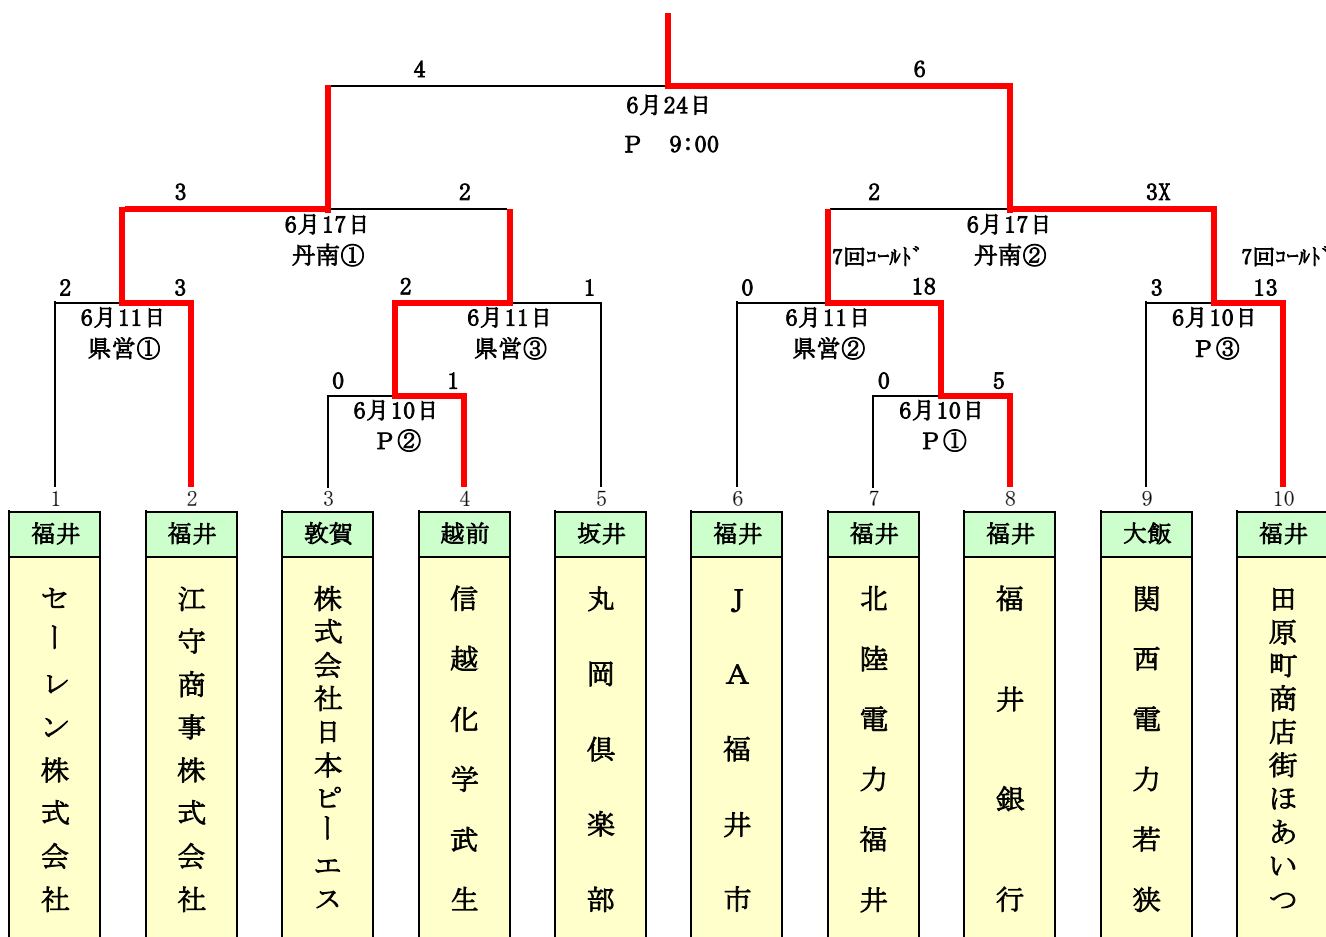 4 6
6月24日
P 9:00
3 2 2 3X
6月17日 6月17日
丹南① 丹南②
7回コールド 7回コールド
2 3 2 1 0 18 3 13
6月11日 6月11日 6月11日 6月10日
県営① 県営③ 県営② P③
0 1 0 5
6月10日 6月10日
P② P①
1 2 3 4 5 6 7 8 9 10
福井 福井 敦賀 越前 坂井 福井 福井 福井 大飯 福井
セーレン株式会社
江守商事株式会社
株式会社日本ピーエス
信越化学武生
丸岡倶楽部
JA福井市
北陸電力福井
福井銀行
関西電力若狭
田原町商店街ほあいつ